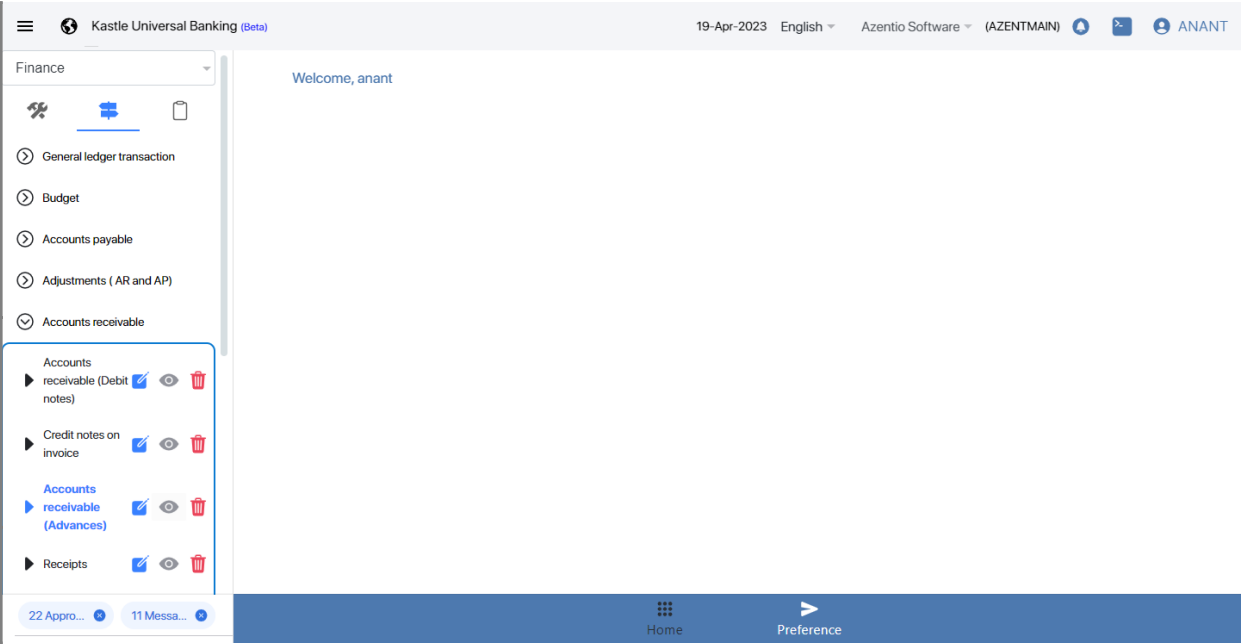 Kastle Universal Banking (Beta)
19-Apr-2023 English Azentio Software (AZENTMAIN) ANANT
Finance
Welcome, anant
General ledger transaction
Budget
Accounts payable
Adjustments ( AR and AP)
Accounts receivable
Accounts
receivable (Debit
notes)
Credit notes on
invoice
Accounts
receivable
(Advances)
Receipts
22 Appro...
11 Messa...
Home
Preference